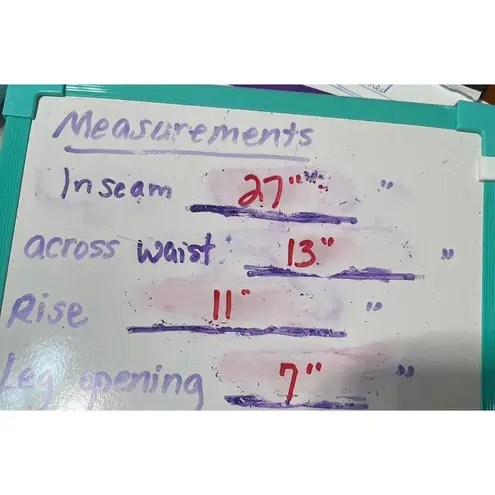 Measurements
Inseam 27" "
across waist: 13" "
Rise 11" "
Leg opening 7" "